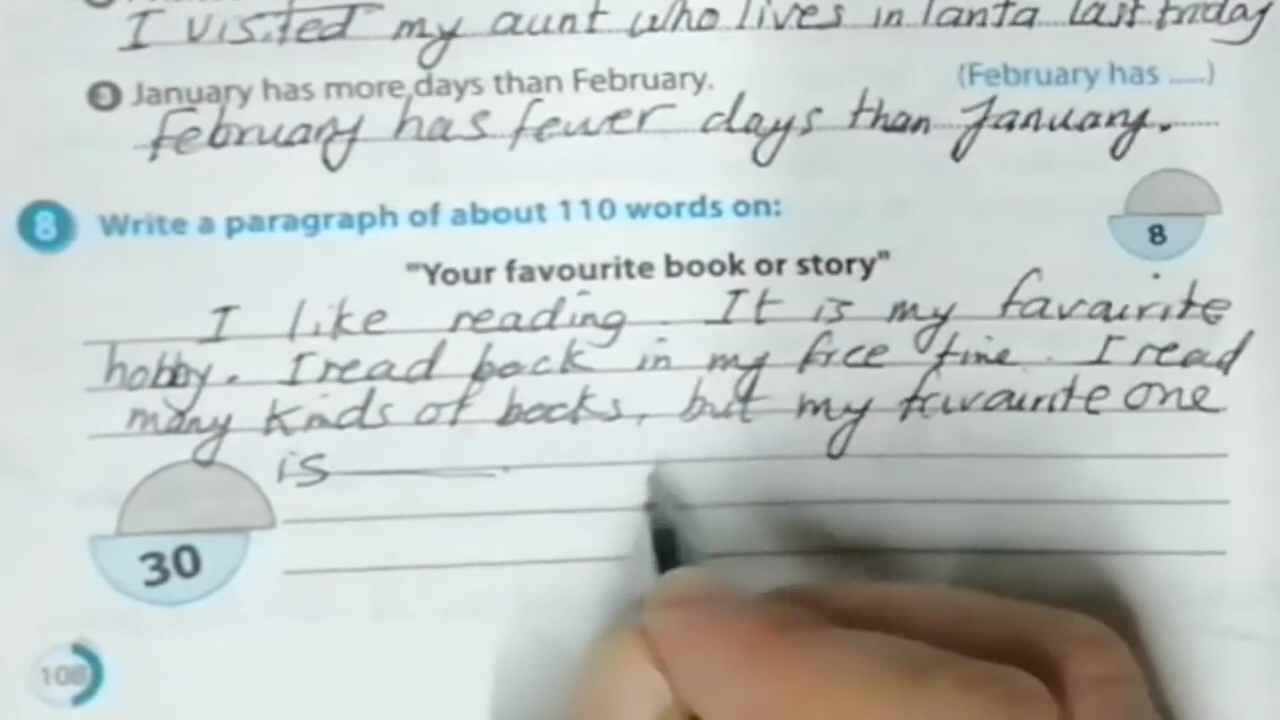 I visited my aunt who lives in Tanta last friday
3 January has more days than February. (February has .....)
February has fewer days than January.
8 Write a paragraph of about 110 words on:
8
"Your favourite book or story"
I like reading. It is my favourite
hobby. I read book in my free time. I read
many kinds of books, but my favourite one
is
30
108